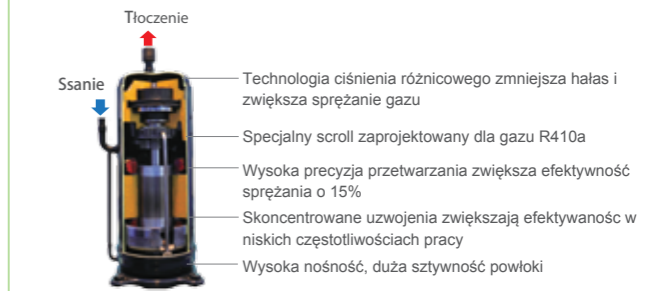 Tłoczenie
Ssanie
Technologia ciśnienia różnicowego zmniejsza hałas i
zwiększa sprężanie gazu
Specjalny scroll zaprojektowany dla gazu R410a
Wysoka precyzja przetwarzania zwiększa efektywność
sprężania o 15%
Skoncentrowane uzwojenia zwiększają efektywanośc w
niskich częstotliwościach pracy
Wysoka nośność, duża sztywność powłoki